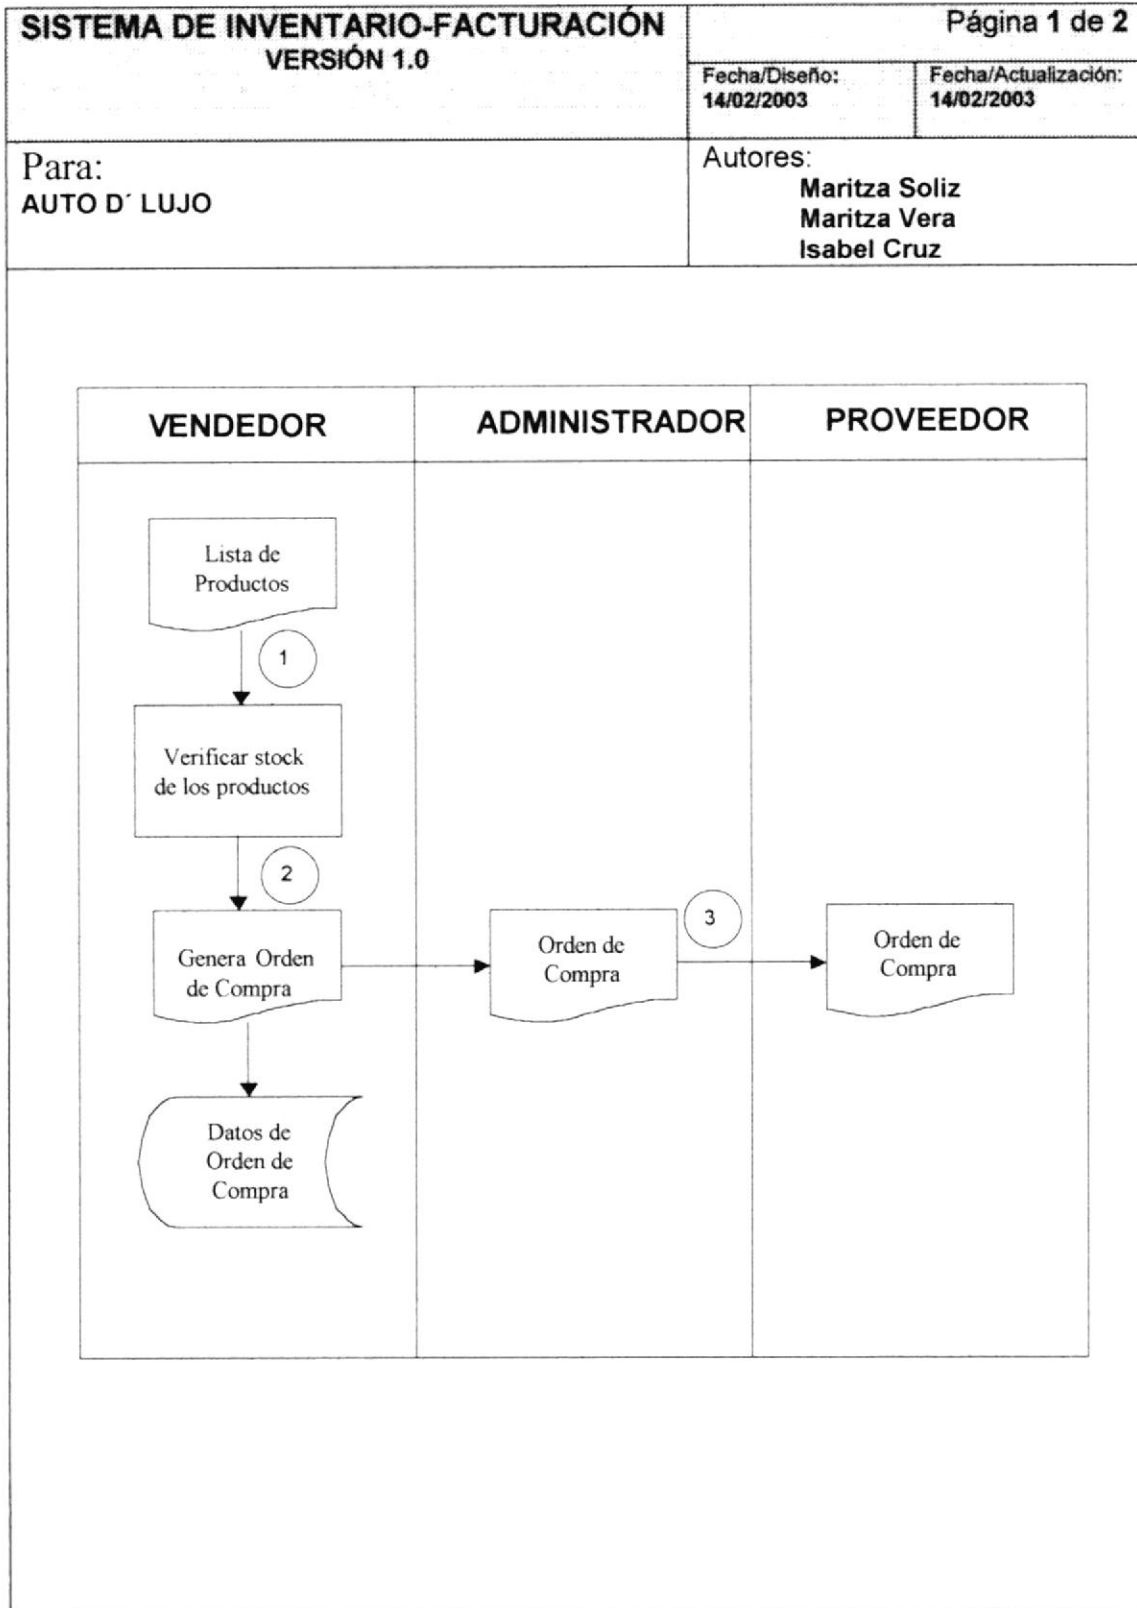 SISTEMA DE INVENTARIO-FACTURACIÓN
VERSIÓN 1.0
Página 1 de 2
Fecha/Diseño:
14/02/2003
Fecha/Actualización:
14/02/2003
Para:
AUTO D´ LUJO
Autores:
Maritza Soliz
Maritza Vera
Isabel Cruz
VENDEDOR
ADMINISTRADOR
PROVEEDOR
Lista de
Productos
1
Verificar stock
de los productos
2
Genera Orden
de Compra
Orden de
Compra
3
Orden de
Compra
Datos de
Orden de
Compra